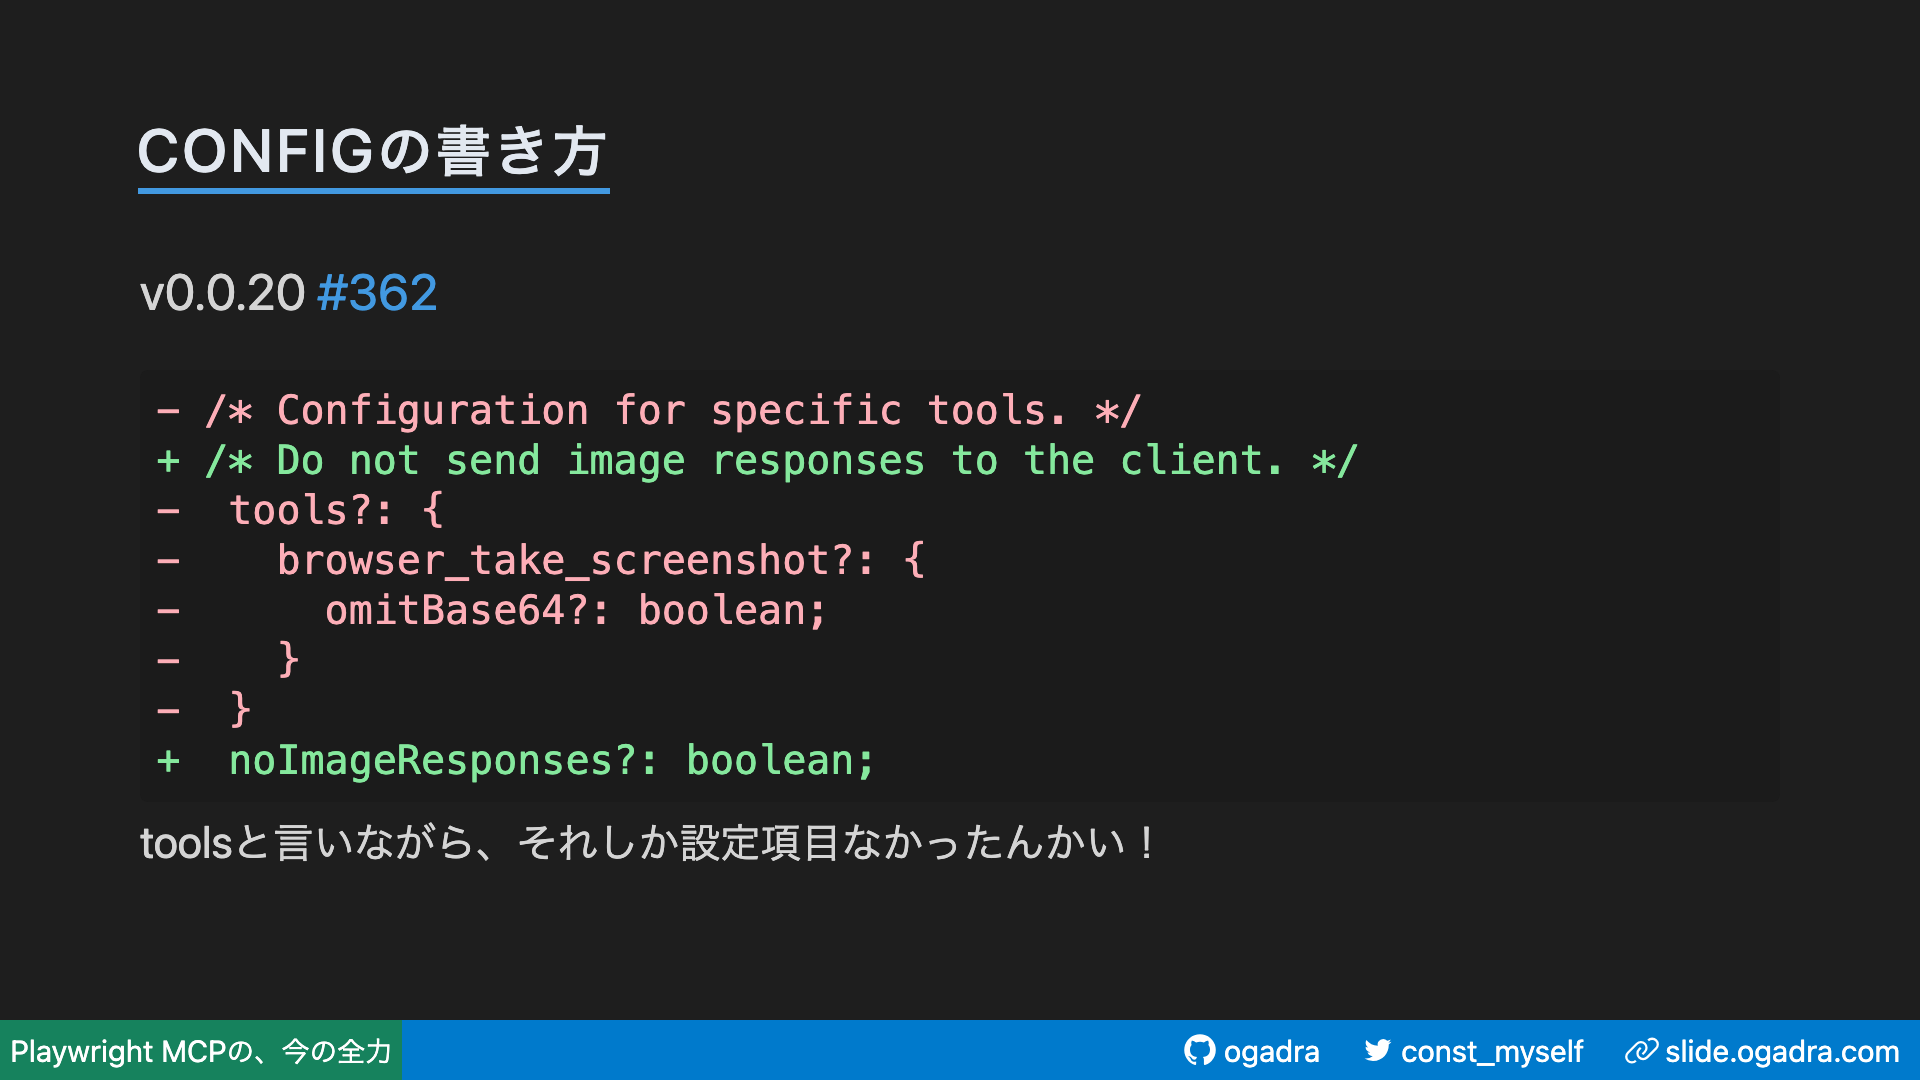 CONFIGの書き方
v0.0.20 #362
- /* Configuration for specific tools. */
+ /* Do not send image responses to the client. */
-  tools?: {
-    browser_take_screenshot?: {
-      omitBase64?: boolean;
-    }
-  }
+  noImageResponses?: boolean;
toolsと言いながら、それしか設定項目なかったんかい！
Playwright MCPの、今の全力
ogadra
const_myself
slide.ogadra.com